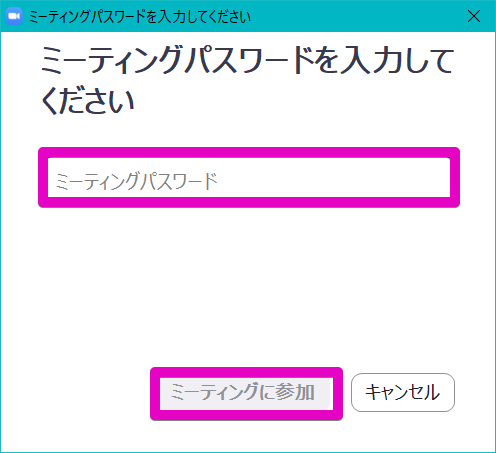 ミーティングパスワードを入力してください
ミーティングパスワードを入力して
ください
ミーティングパスワード
ミーティングに参加
キャンセル